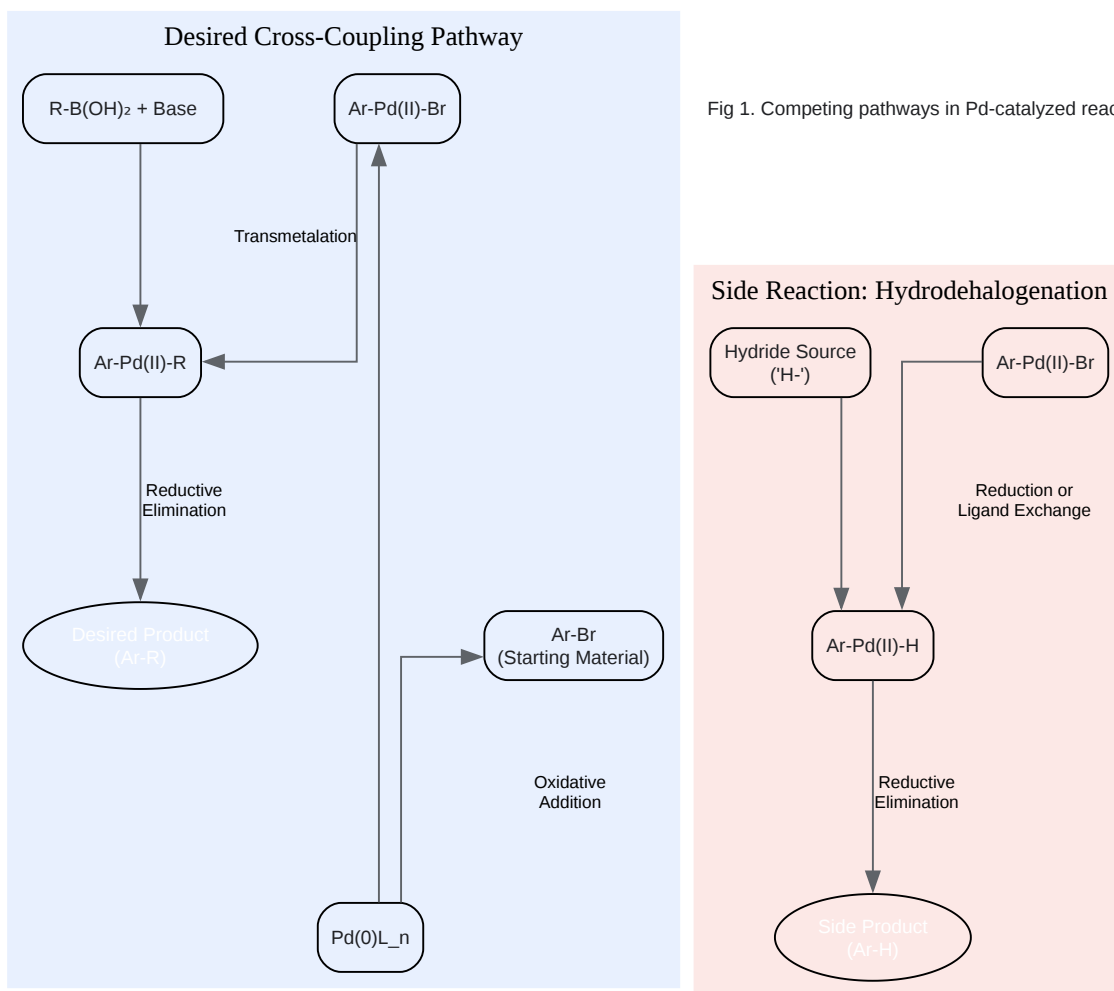 Desired Cross-Coupling Pathway
R-B(OH)₂ + Base
Ar-Pd(II)-Br
Fig 1. Competing pathways in Pd-catalyzed
Transmetalation
Side Reaction: Hydrodehalogenation
Ar-Pd(II)-R
Hydride Source
('H-')
Ar-Pd(II)-Br
Reductive
Elimination
Reduction or
Ligand Exchange
Desired Product
(Ar-R)
Ar-Br
(Starting Material)
Ar-Pd(II)-H
Oxidative
Addition
Reductive
Elimination
Pd(0)L_n
Side Product
(Ar-H)